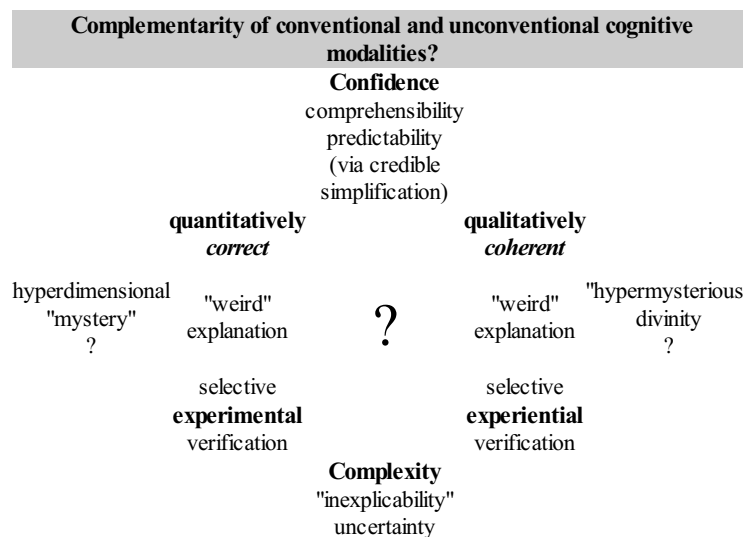 Complementarity of conventional and unconventional cognitive
modalities?
Confidence
comprehensibility
predictability
(via credible
simplification)
quantitatively
correct
qualitatively
coherent
hyperdimensional
"mystery"
?
"weird"
explanation
?
"weird"
explanation
"hypermysterious
divinity
?
selective
experimental
verification
selective
experiential
verification
Complexity
"inexplicability"
uncertainty